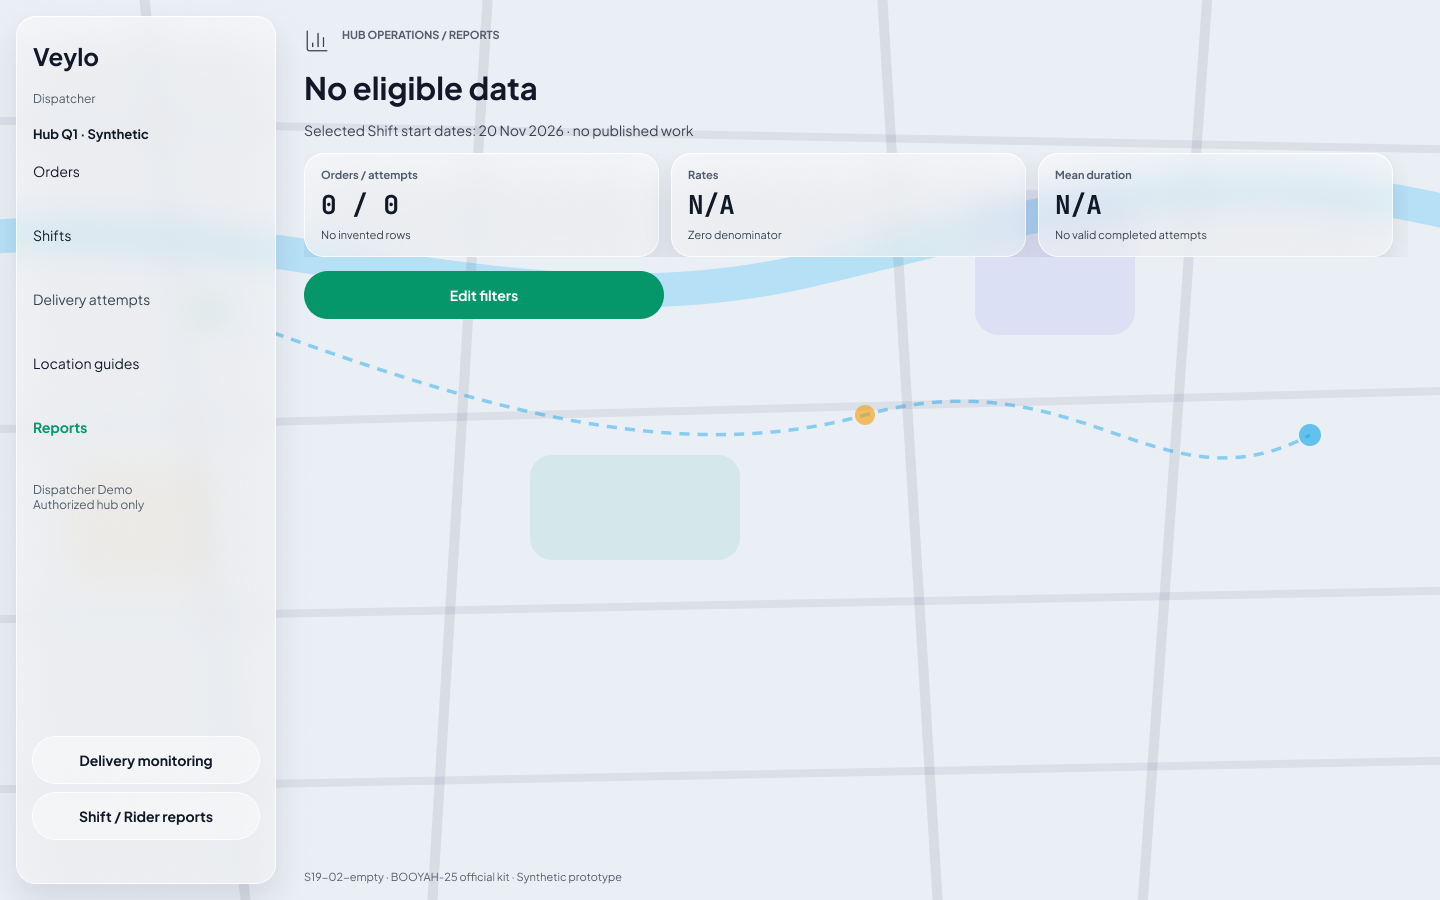 Veylo
Dispatcher
Hub Q1 · Synthetic
Orders
Shifts
Delivery attempts
Location guides
Reports
Dispatcher Demo
Authorized hub only
Delivery monitoring
Shift / Rider reports
HUB OPERATIONS / REPORTS
No eligible data
Selected Shift start dates: 20 Nov 2026 · no published work
Orders / attempts
0 / 0
No invented rows
Rates
N/A
Zero denominator
Mean duration
N/A
No valid completed attempts
Edit filters
S19-02-empty · BOOYAH-25 official kit · Synthetic prototype